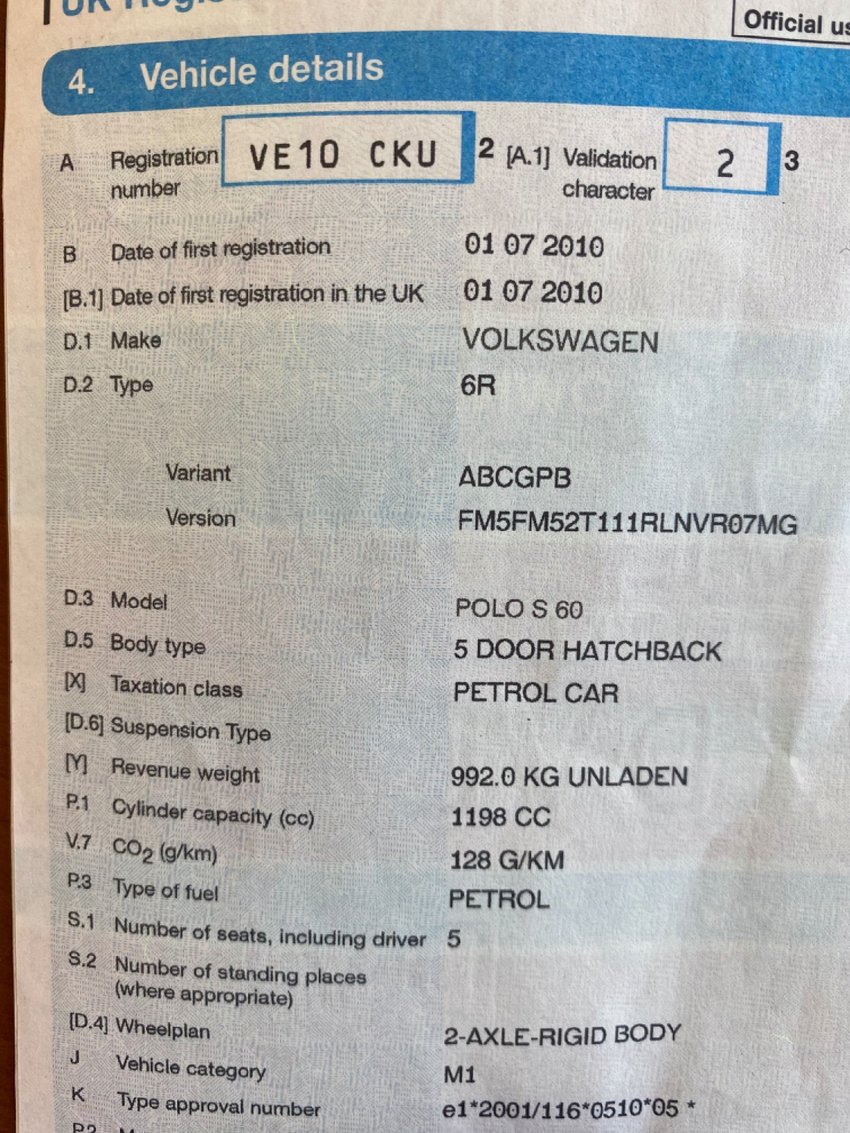 4. Vehicle details
Official
A Registration number VE10 CKU 2 [A.1] Validation character 2 3
B Date of first registration 01 07 2010
[B.1] Date of first registration in the UK 01 07 2010
D.1 Make VOLKSWAGEN
D.2 Type 6R
Variant ABCGPB
Version FM5FM52T111RLNVR07MG
D.3 Model POLO S 60
D.5 Body type 5 DOOR HATCHBACK
[X] Taxation class PETROL CAR
[D.6] Suspension Type
[Y] Revenue weight 992.0 KG UNLADEN
P.1 Cylinder capacity (cc) 1198 CC
V.7 CO2 (g/km) 128 G/KM
P.3 Type of fuel PETROL
S.1 Number of seats, including driver 5
S.2 Number of standing places
(where appropriate)
[D.4] Wheelplan 2-AXLE-RIGID BODY
J Vehicle category M1
K Type approval number e1*2001/116*0510*05 *